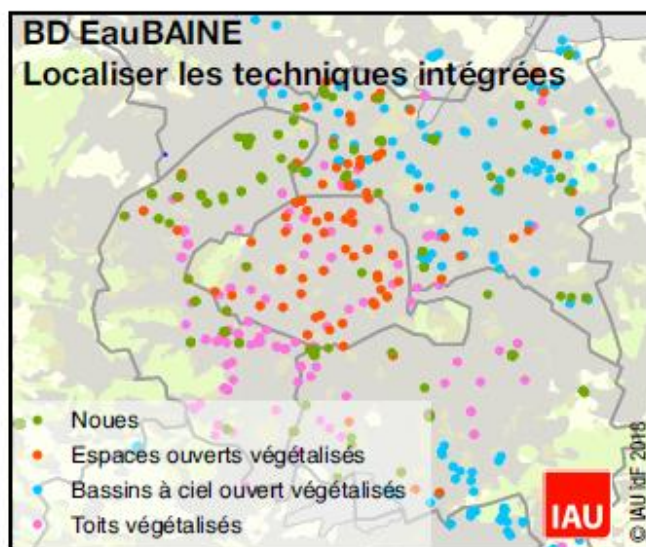 BD EauBAINE
Localiser les techniques intégrées
Noues
Espaces ouverts végétalisés
Bassins à ciel ouvert végétalisés
Toits végétalisés
IAU
© IAU IdF 2018